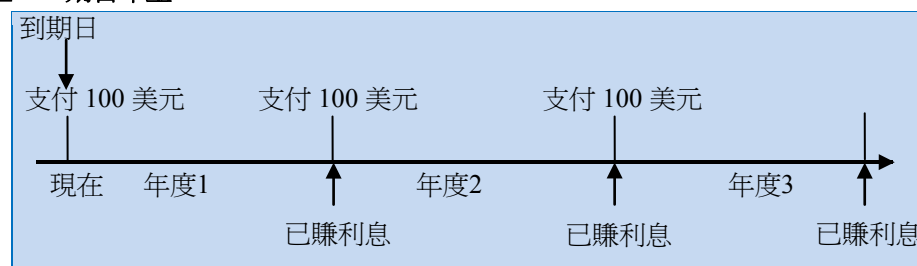 到期日
支付 100 美元 支付 100 美元 支付 100 美元
現在 年度1 年度2 年度3
已賺利息 已賺利息 已賺利息